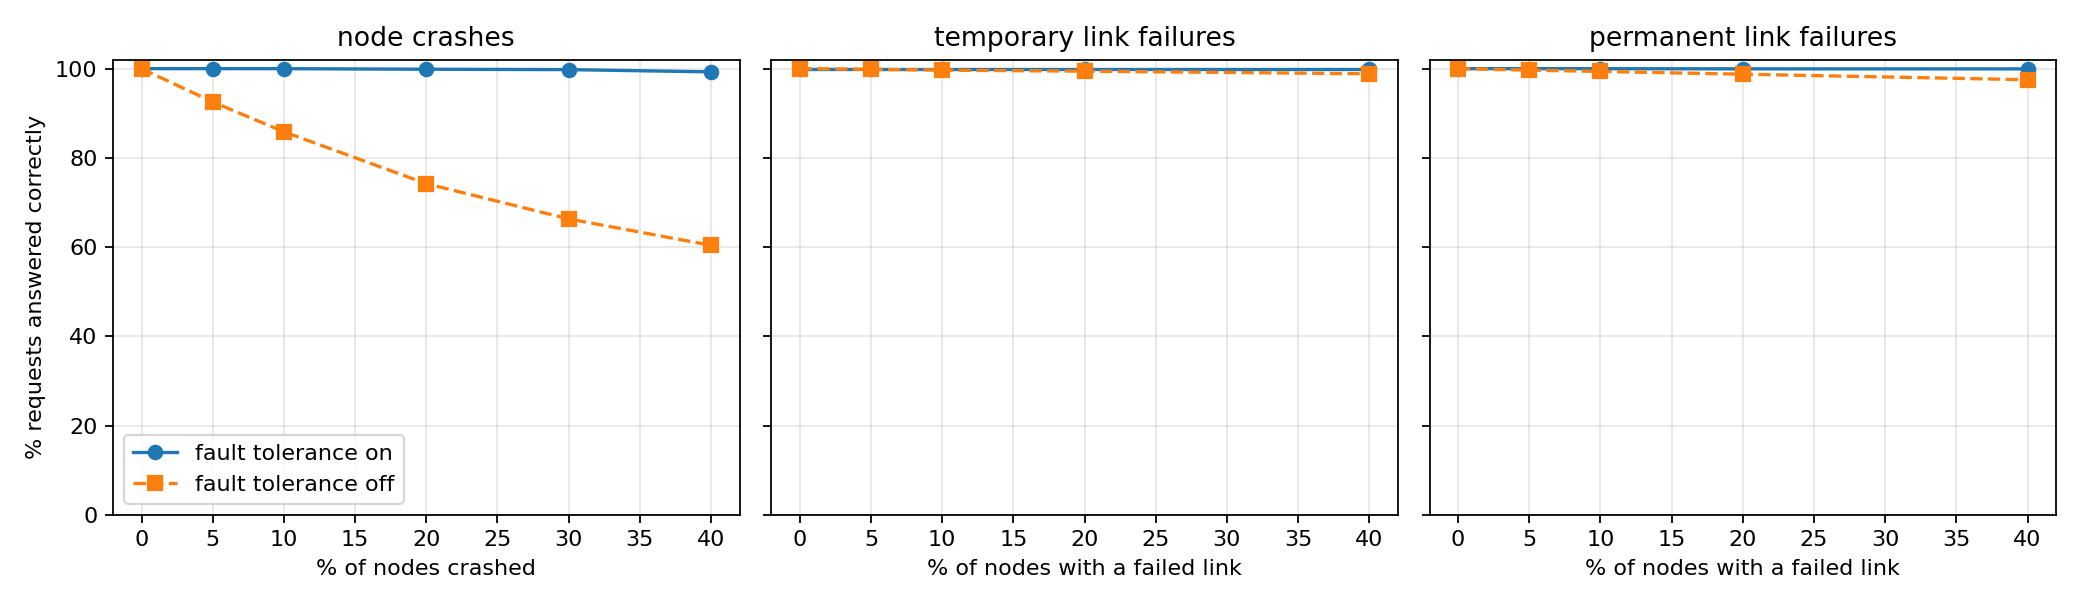 node crashes
temporary link failures
permanent link failures
% requests answered correctly
100
80
60
40
20
0
fault tolerance on
fault tolerance off
0 5 10 15 20 25 30 35 40
0 5 10 15 20 25 30 35 40
0 5 10 15 20 25 30 35 40
% of nodes crashed
% of nodes with a failed link
% of nodes with a failed link